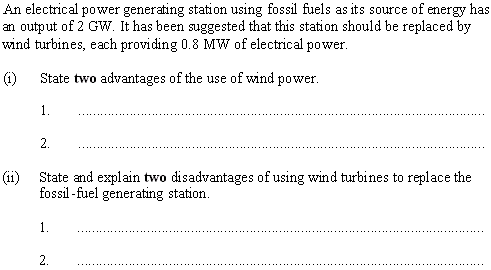 An electrical power generating station using fossil fuels as its source of energy has
an output of 2 GW. It has been suggested that this station should be replaced by
wind turbines, each providing 0.8 MW of electrical power.
(i) State two advantages of the use of wind power.
1. ....................................................................................................
2. ....................................................................................................
(ii) State and explain two disadvantages of using wind turbines to replace the
fossil-fuel generating station.
1. ....................................................................................................
2. ....................................................................................................